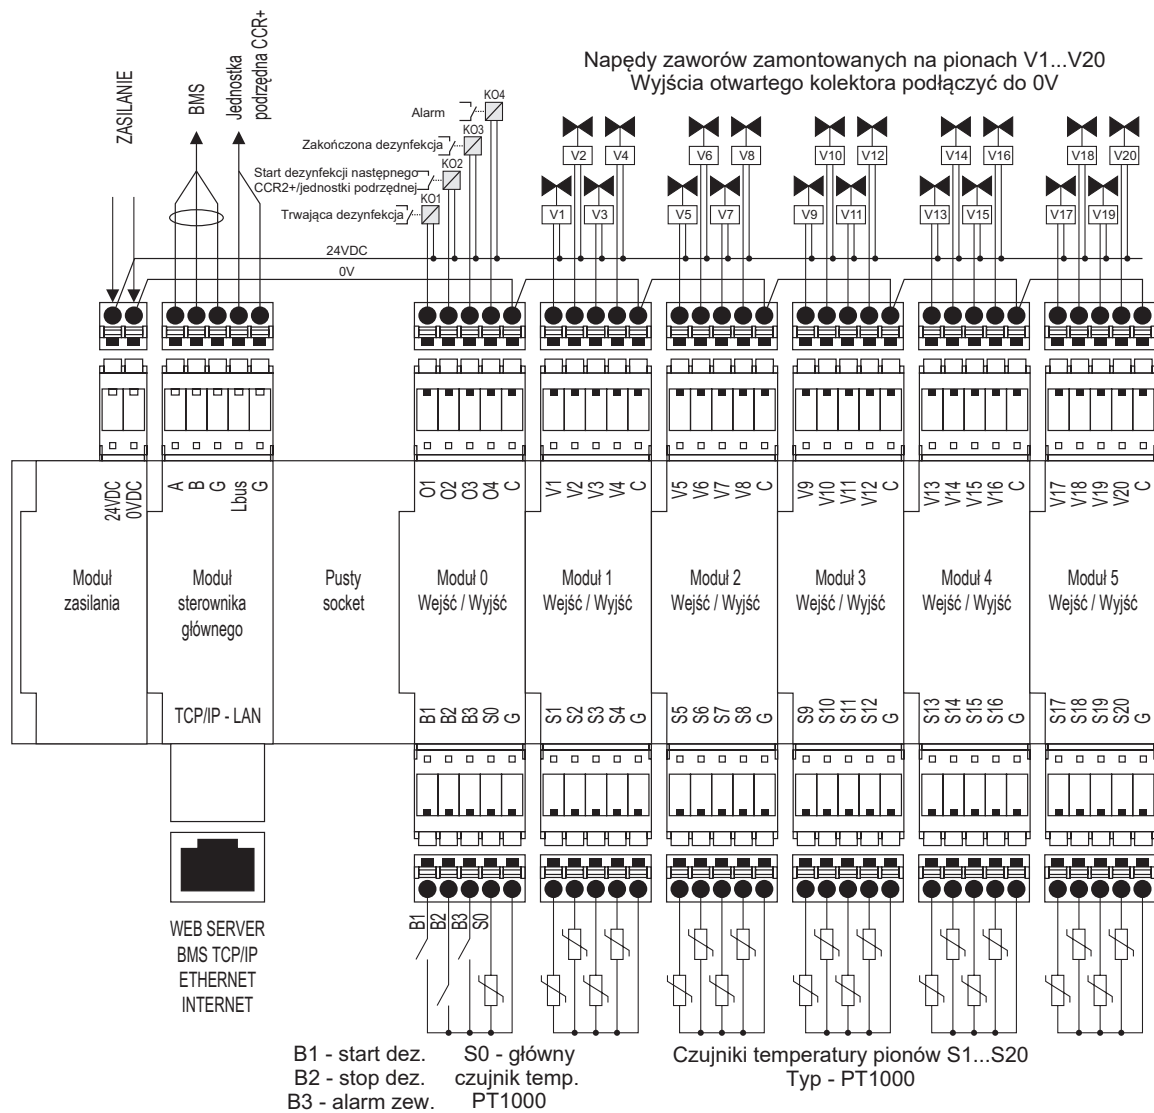 Napędy zaworów zamontowanych na pionach V1...V20
Wyjścia otwartego kolektora podłączyć do 0V
ZASILANIE
BMS
Jednostka
podrzędna CCR+
Alarm
KO4
Zakończona dezynfekcja
KO3
Start dezynfekcji następnego
CCR2+/jednostki podrzędnej
KO2
Trwająca dezynfekcja
KO1
V2 V4 V6 V8 V10 V12 V14 V16 V18 V20
V1 V3 V5 V7 V9 V11 V13 V15 V17 V19
24VDC
0V
24VDC 0VDC
A B G Lbus G
O1 O2 O3 O4 C
V1 V2 V3 V4 C
V5 V6 V7 V8 C
V9 V10 V11 V12 C
V13 V14 V15 V16 C
V17 V18 V19 V20 C
Moduł
zasilania
Moduł
sterownika
głównego
Pusty
socket
Moduł 0
Wejść / Wyjść
Moduł 1
Wejść / Wyjść
Moduł 2
Wejść / Wyjść
Moduł 3
Wejść / Wyjść
Moduł 4
Wejść / Wyjść
Moduł 5
Wejść / Wyjść
TCP/IP - LAN
B1 B2 B3 S0 G
S1 S2 S3 S4 G
S5 S6 S7 S8 G
S9 S10 S11 S12 G
S13 S14 S15 S16 G
S17 S18 S19 S20 G
B1 B2 B3 S0
WEB SERVER
BMS TCP/IP
ETHERNET
INTERNET
B1 - start dez.
B2 - stop dez.
B3 - alarm zew.
S0 - główny
czujnik temp.
PT1000
Czujniki temperatury pionów S1...S20
Typ - PT1000